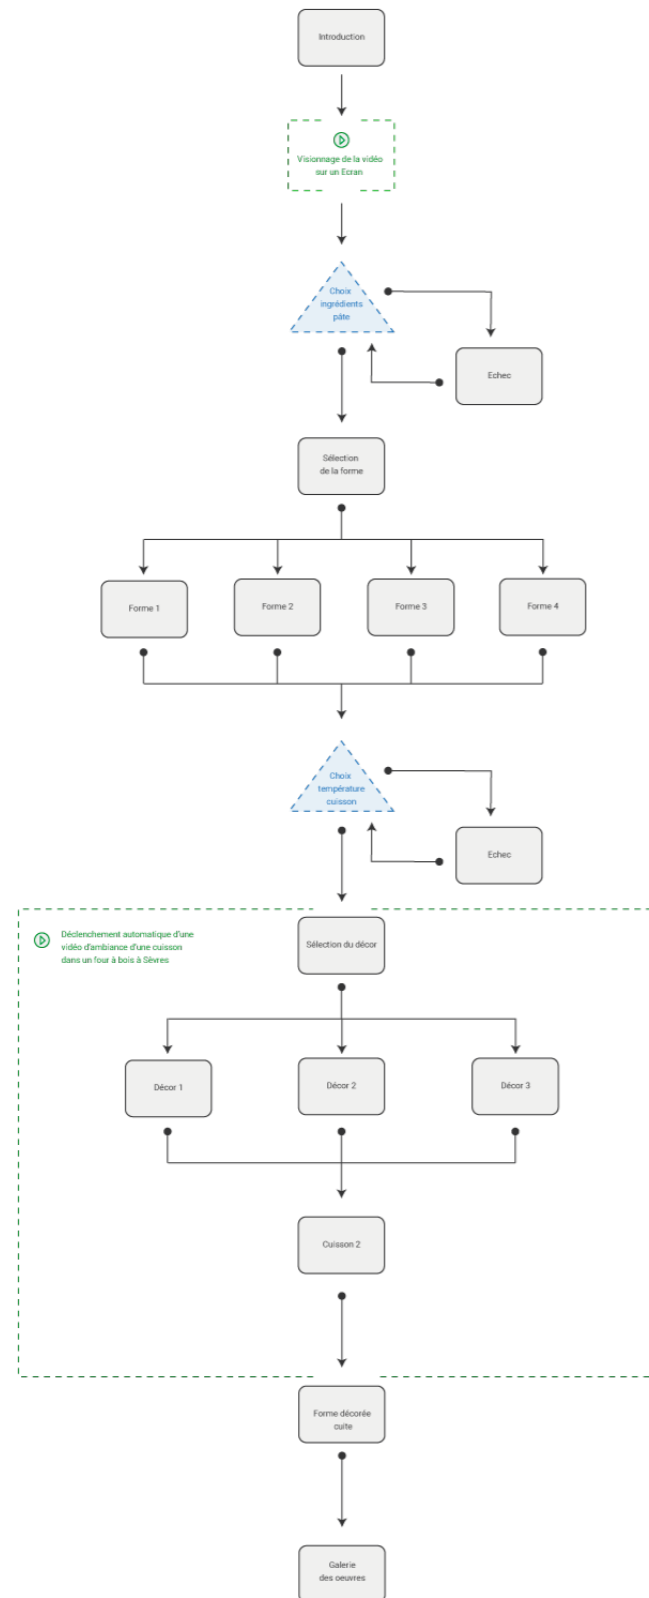 Introduction
Visionnage de la vidéo
sur un Ecran
Choix
ingrédients
pâte
Echec
Sélection
de la forme
Forme 1
Forme 2
Forme 3
Forme 4
Choix
température
cuisson
Echec
Déclenchement automatique d'une
vidéo d'ambiance d'une cuisson
dans un four à bois à Sèvres
Sélection du décor
Décor 1
Décor 2
Décor 3
Cuisson 2
Forme décorée
cuite
Galerie
des oeuvres